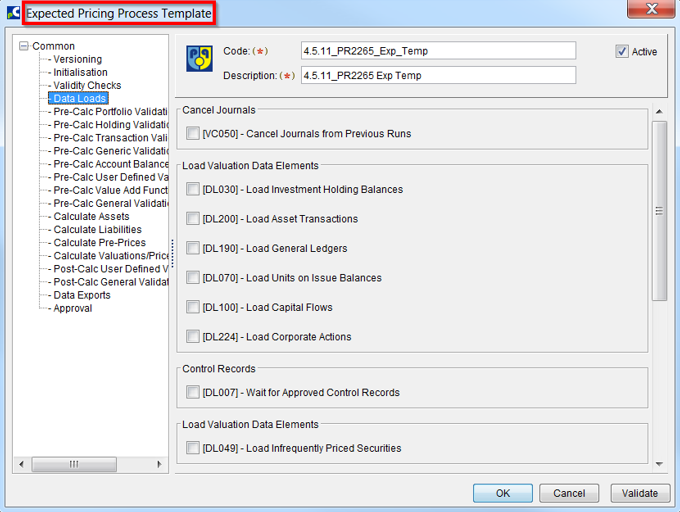 Expected Pricing Process Template
Common
Versioning
Initialisation
Validity Checks
Data Loads
Pre-Calc Portfolio Validati
Pre-Calc Holding Validatio
Pre-Calc Transaction Vali
Pre-Calc Generic Validatio
Pre-Calc Account Balance
Pre-Calc User Defined Va
Pre-Calc Value Add Funct
Pre-Calc General Validatio
Calculate Assets
Calculate Liabilities
Calculate Pre-Prices
Calculate Valuations/Price
Post-Calc User Defined V
Post-Calc General Validat
Data Exports
Approval
Code: (*) 4.5.11_PR2265_Exp_Temp Active
Description: (*) 4.5.11_PR2265 Exp Temp
Cancel Journals
[VC050] - Cancel Journals from Previous Runs
Load Valuation Data Elements
[DL030] - Load Investment Holding Balances
[DL200] - Load Asset Transactions
[DL190] - Load General Ledgers
[DL070] - Load Units on Issue Balances
[DL100] - Load Capital Flows
[DL224] - Load Corporate Actions
Control Records
[DL007] - Wait for Approved Control Records
Load Valuation Data Elements
[DL049] - Load Infrequently Priced Securities
OK Cancel Validate